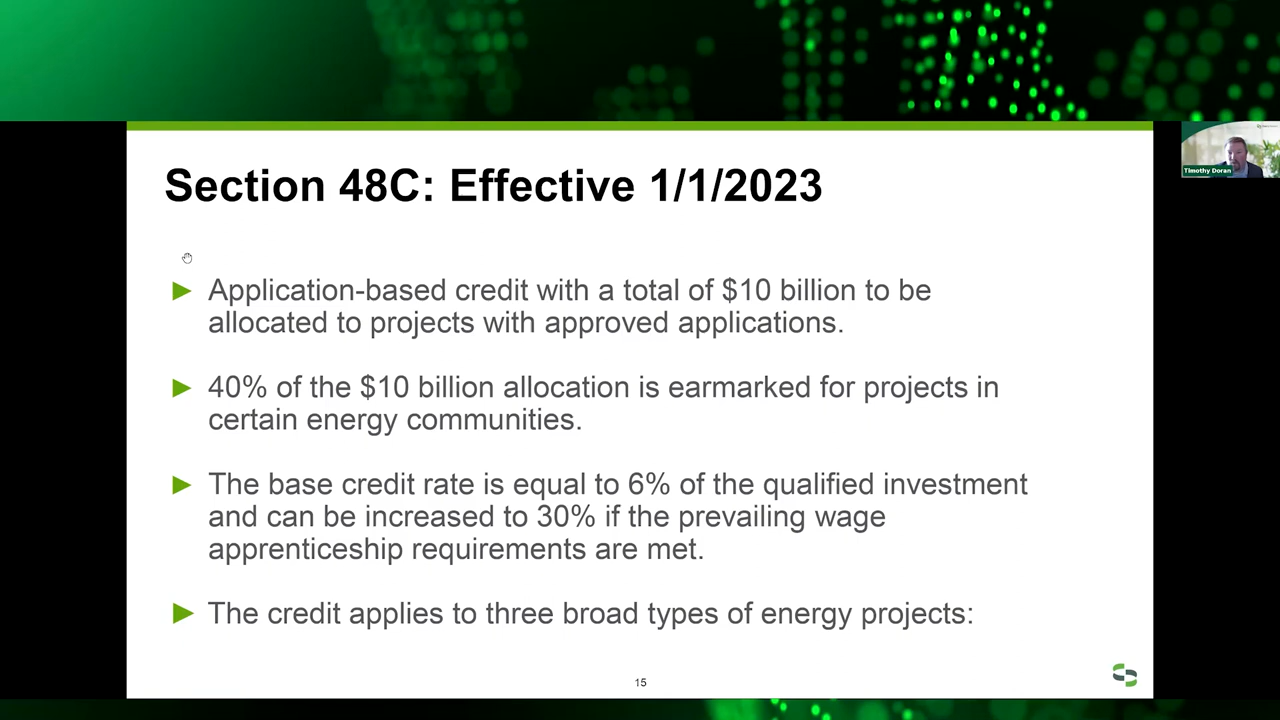 Section 48C: Effective 1/1/2023
► Application-based credit with a total of $10 billion to be
allocated to projects with approved applications.
► 40% of the $10 billion allocation is earmarked for projects in
certain energy communities.
► The base credit rate is equal to 6% of the qualified investment
and can be increased to 30% if the prevailing wage
apprenticeship requirements are met.
► The credit applies to three broad types of energy projects:
15
Timothy Doran